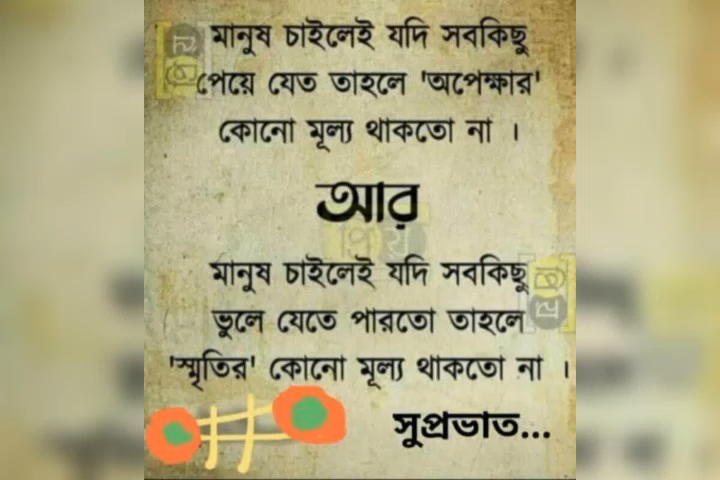 মানুষ চাইলেই যদি সবকিছু
পেয়ে যেত তাহলে 'অপেক্ষার'
কোনো মূল্য থাকতো না ।
আর
মানুষ চাইলেই যদি সবকিছু
ভুলে যেতে পারতো তাহলে
'স্মৃতির' কোনো মূল্য থাকতো না ।
সুপ্রভাত...